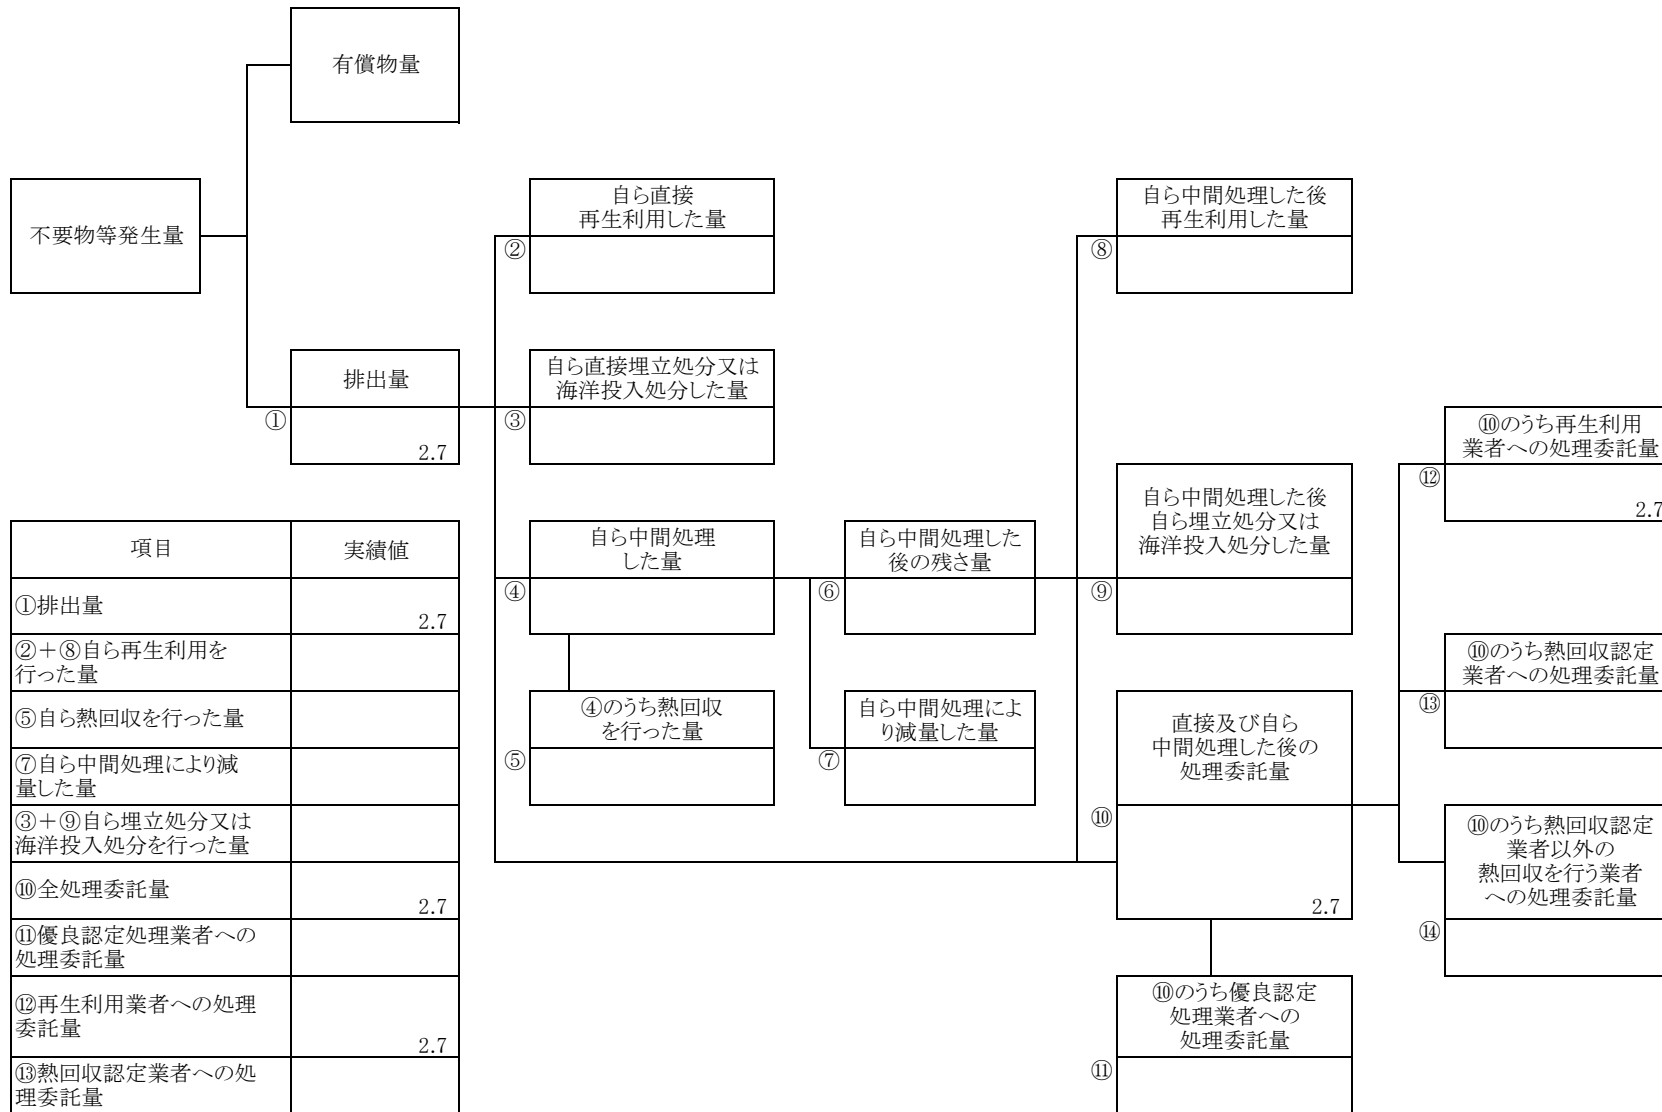 有償物量
不要物等発生量
自ら直接
再生利用した量
②
自ら中間処理した後
再生利用した量
⑧
排出量
①
2.7
自ら直接埋立処分又は
海洋投入処分した量
③
⑩のうち再生利用
業者への処理委託量
⑫
2.7
自ら中間処理した後
自ら埋立処分又は
海洋投入処分した量
⑨
自ら中間処理
した量
④
自ら中間処理した
後の残さ量
⑥
⑩のうち熱回収認定
業者への処理委託量
⑬
④のうち熱回収
を行った量
⑤
自ら中間処理によ
り減量した量
⑦
直接及び自ら
中間処理した後の
処理委託量
⑩
2.7
⑩のうち熱回収認定
業者以外の
熱回収を行う業者
への処理委託量
⑭
⑩のうち優良認定
処理業者への
処理委託量
⑪
項目 実績値
①排出量 2.7
②+⑧自ら再生利用を
行った量
⑤自ら熱回収を行った量
⑦自ら中間処理により減
量した量
③+⑨自ら埋立処分又は
海洋投入処分を行った量
⑩全処理委託量 2.7
⑪優良認定処理業者への
処理委託量
⑫再生利用業者への処理
委託量 2.7
⑬熱回収認定業者への処
理委託量